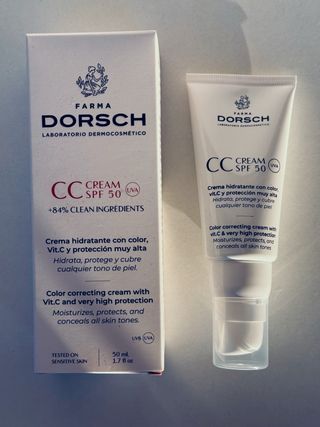 FARMA
DORSCH
LABORATORIO DERMOCOSMÉTICO
CC CREAM
SPF 50 UVA
+84% CLEAN INGREDIENTS
Crema hidratante con color,
Vit.C y protección muy alta
Hidrata, protege y cubre
cualquier tono de piel.
Color correcting cream with
Vit.C and very high protection
Moisturizes, protects, and
conceals all skin tones.
UVB UVA
TESTED ON
SENSITIVE SKIN
50 mL
1.7 fl oz
FARMA
DORSCH
LABORATORIO DERMOCOSMÉTICO
CC CREAM
SPF 50 UVA
Crema hidratante con color,
vit.C y protección muy alta
Hidrata, protege y cubre
cualquier tono de piel.
Color correcting cream with
vit.C & very high protection
Moisturizes, protects, and
conceals all skin tones.